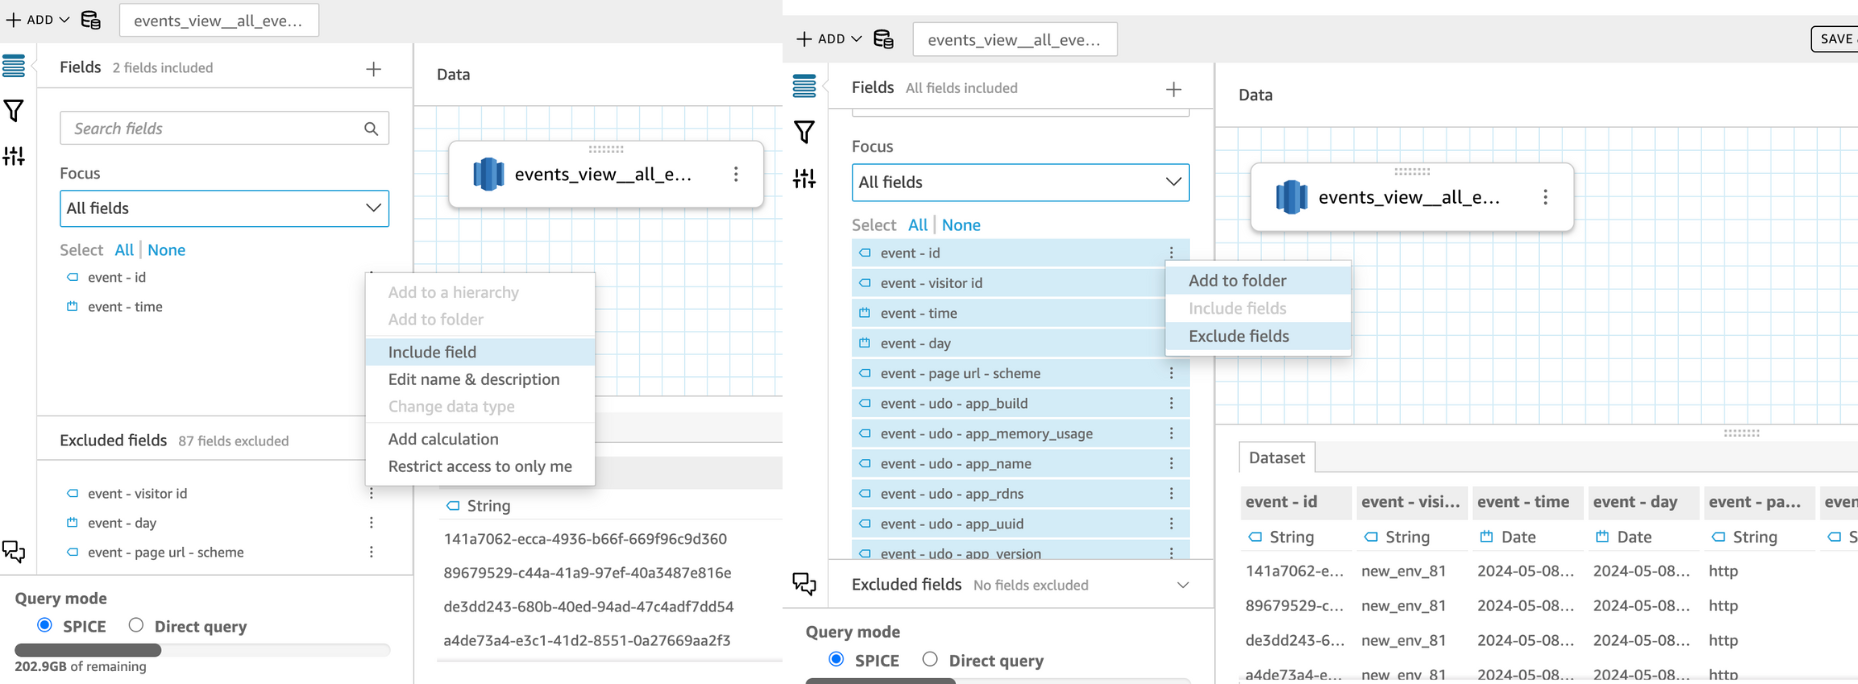 ADD
events_view__all_eve...
Fields 2 fields included
Search fields
Focus
All fields
Select All | None
event - id
event - time
Add to a hierarchy
Add to folder
Include field
Edit name & description
Change data type
Add calculation
Restrict access to only me
Excluded fields 87 fields excluded
event - visitor id
event - day
event - page url - scheme
Query mode
SPICE Direct query
202.9GB of remaining
Data
events_view__all_e...
String
141a7062-ecca-4936-b66f-669f96c9d360
89679529-c44a-41a9-97ef-40a3487e816e
de3dd243-680b-40ed-94ad-47c4adf7dd54
a4de73a4-e3c1-41d2-8551-0a27669aa2f3
ADD
events_view__all_eve...
SAVE
Fields All fields included
Focus
All fields
Select All | None
event - id
event - visitor id
event - time
event - day
event - page url - scheme
event - udo - app_build
event - udo - app_memory_usage
event - udo - app_name
event - udo - app_rdns
event - udo - app_uuid
event - udo - app_version
Add to folder
Include fields
Exclude fields
Excluded fields No fields excluded
Query mode
SPICE Direct query
Data
events_view__all_e...
Dataset
event - id event - visi... event - time event - day event - pa... even
String String Date Date String S
141a7062-e... new_env_81 2024-05-08... 2024-05-08... http
89679529-c... new_env_81 2024-05-08... 2024-05-08... http
de3dd243-6... new_env_81 2024-05-08... 2024-05-08... http
a4de73a4-e... new_env_81 2024-05-08... 2024-05-08... http